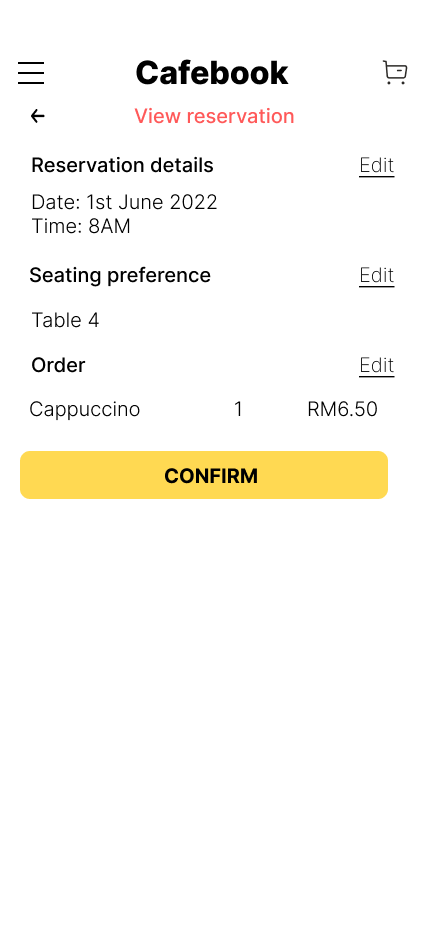 Cafebook
View reservation
Reservation details Edit
Date: 1st June 2022
Time: 8AM
Seating preference Edit
Table 4
Order Edit
Cappuccino 1 RM6.50
CONFIRM